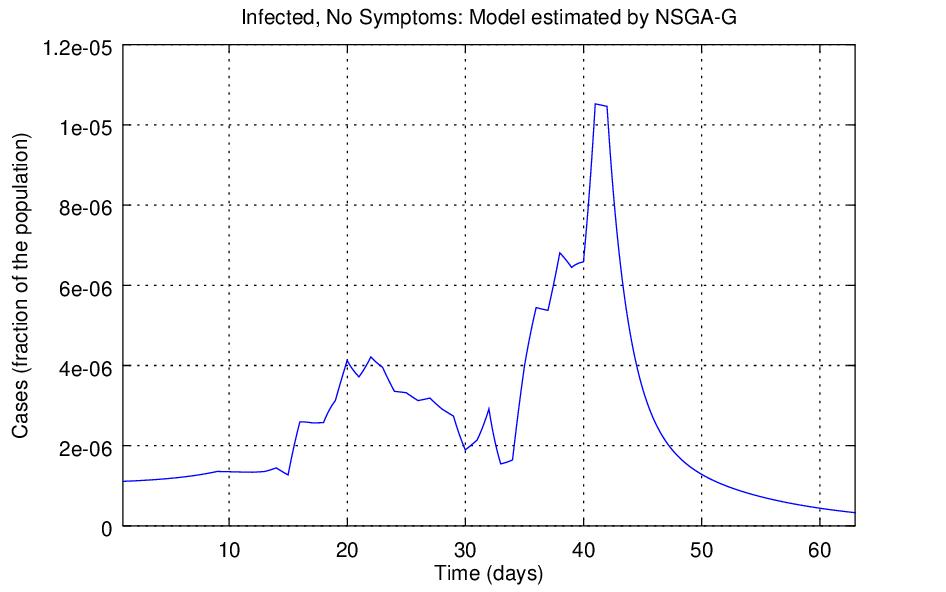 Infected, No Symptoms: Model estimated by NSGA-G
1.2e-05
1e-05
8e-06
6e-06
4e-06
2e-06
0
Cases (fraction of the population)
10 20 30 40 50 60
Time (days)